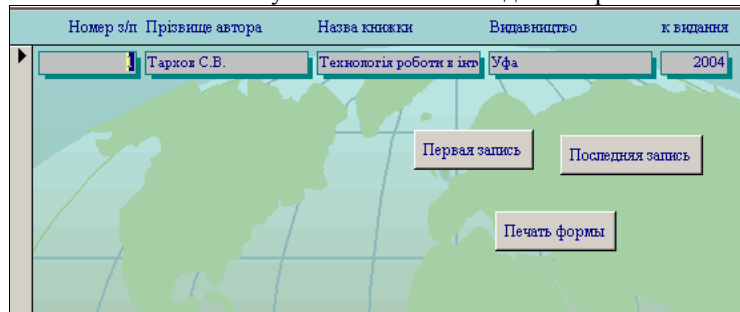 Номер з/п Прізвище автора Назва книжки Видавництво к видання
Тархов С.В. Технологія роботи в інт Уфа 2004
Первая запись Последняя запись
Печать формы